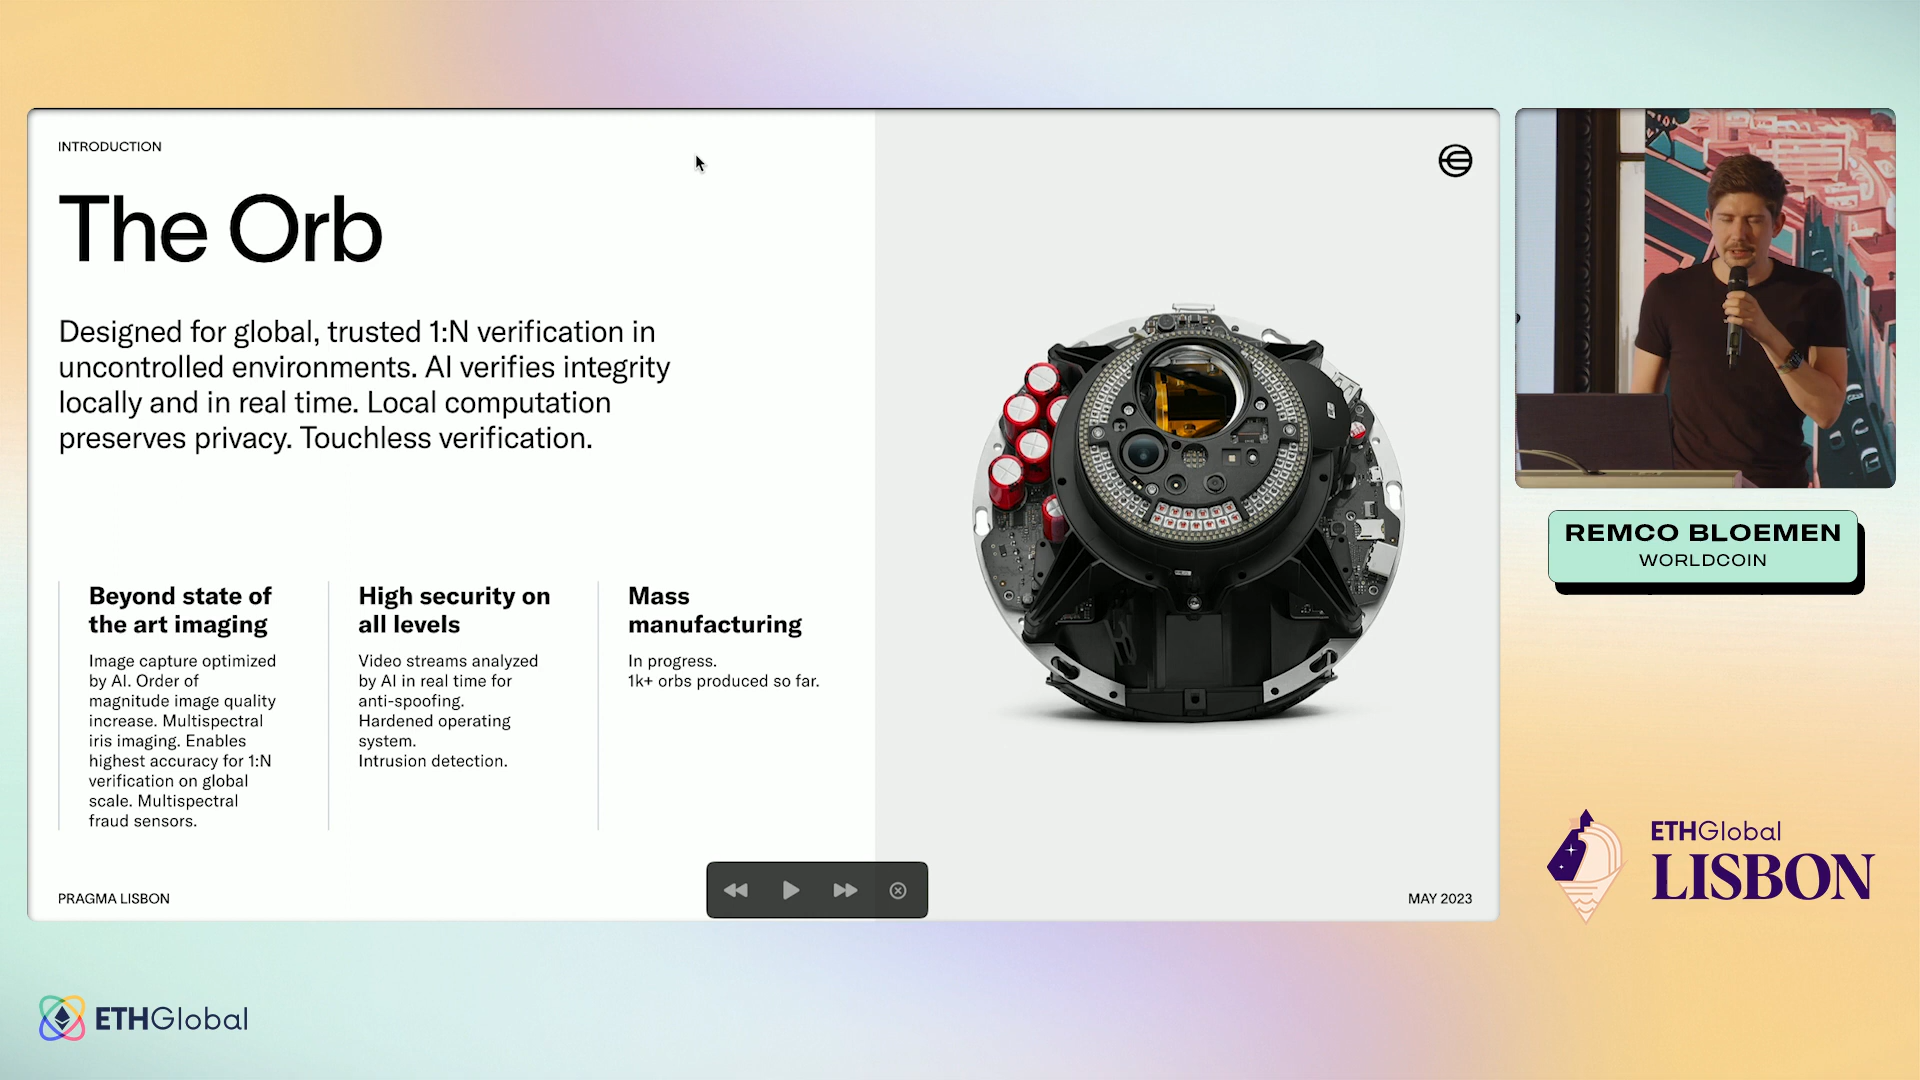 INTRODUCTION
The Orb
Designed for global, trusted 1:N verification in
uncontrolled environments. AI verifies integrity
locally and in real time. Local computation
preserves privacy. Touchless verification.
Beyond state of
the art imaging
Image capture optimized
by AI. Order of
magnitude image quality
increase. Multispectral
iris imaging. Enables
highest accuracy for 1:N
verification on global
scale. Multispectral
fraud sensors.
High security on
all levels
Video streams analyzed
by AI in real time for
anti-spoofing.
Hardened operating
system.
Intrusion detection.
Mass
manufacturing
In progress.
1k+ orbs produced so far.
PRAGMA LISBON
MAY 2023
REMCO BLOEMEN
WORLDCOIN
ETHGlobal
LISBON
ETHGlobal